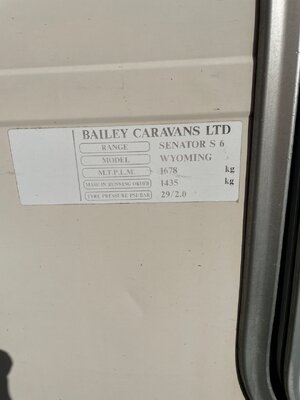 BAILEY CARAVANS LTD
RANGE SENATOR S 6
MODEL WYOMING
M.T.P.L.M. 1678 kg
MASS IN RUNNING ORDER 1435 kg
TYRE PRESSURE PSI/BAR 29/2.0